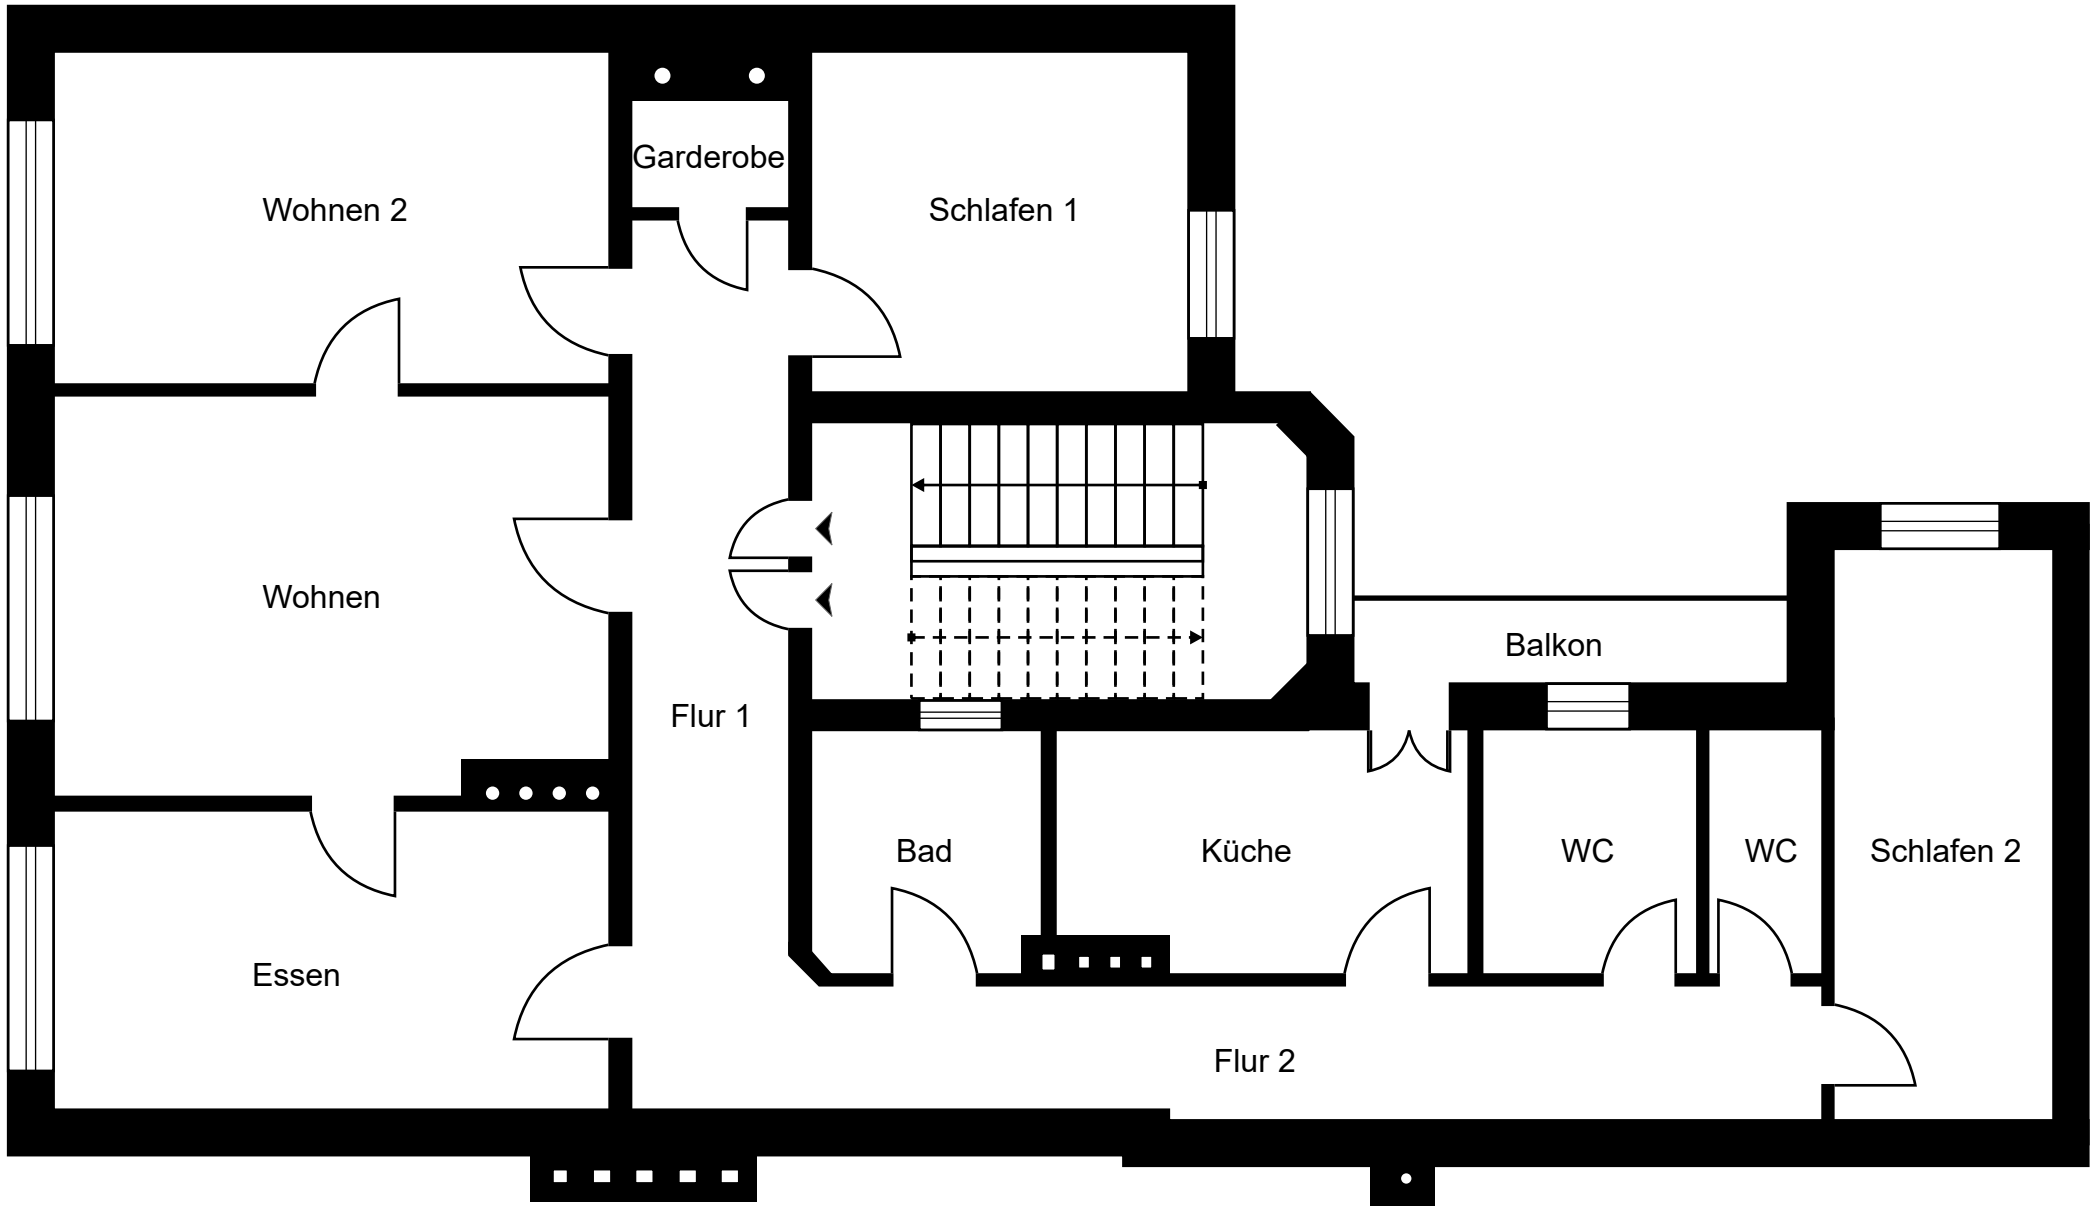 Garderobe
Wohnen 2
Schlafen 1
Wohnen
Balkon
Flur 1
Bad
Küche
WC
WC
Schlafen 2
Essen
Flur 2